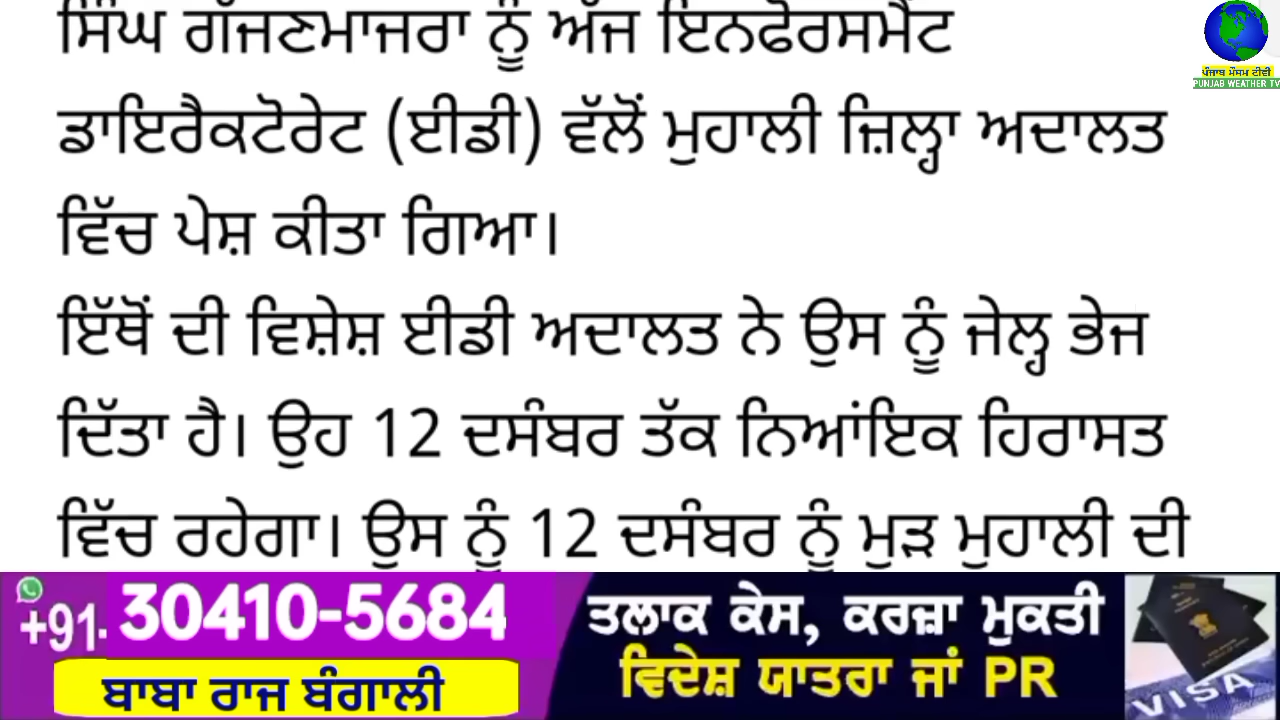 ਸਿੰਘ ਗੱਜਣਮਾਜਰਾ ਨੂੰ ਅੱਜ ਇਨਫੋਰਸਮੈਂਟ
ਡਾਇਰੈਕਟੋਰੇਟ (ਈਡੀ) ਵੱਲੋਂ ਮੁਹਾਲੀ ਜ਼ਿਲ੍ਹਾ ਅਦਾਲਤ
ਵਿੱਚ ਪੇਸ਼ ਕੀਤਾ ਗਿਆ।
ਇੱਥੋਂ ਦੀ ਵਿਸ਼ੇਸ਼ ਈਡੀ ਅਦਾਲਤ ਨੇ ਉਸ ਨੂੰ ਜੇਲ੍ਹ ਭੇਜ
ਦਿੱਤਾ ਹੈ। ਉਹ 12 ਦਸੰਬਰ ਤੱਕ ਨਿਆਂਇਕ ਹਿਰਾਸਤ
ਵਿੱਚ ਰਹੇਗਾ। ਉਸ ਨੂੰ 12 ਦਸੰਬਰ ਨੂੰ ਮੁੜ ਮੁਹਾਲੀ ਦੀ
ਪੰਜਾਬ ਮੌਸਮ ਟੀਵੀ
PUNJAB WEATHER TV
+91-30410-5684
ਬਾਬਾ ਰਾਜ ਬੰਗਾਲੀ
ਤਲਾਕ ਕੇਸ, ਕਰਜ਼ਾ ਮੁਕਤੀ
ਵਿਦੇਸ਼ ਯਾਤਰਾ ਜਾਂ PR
VISA